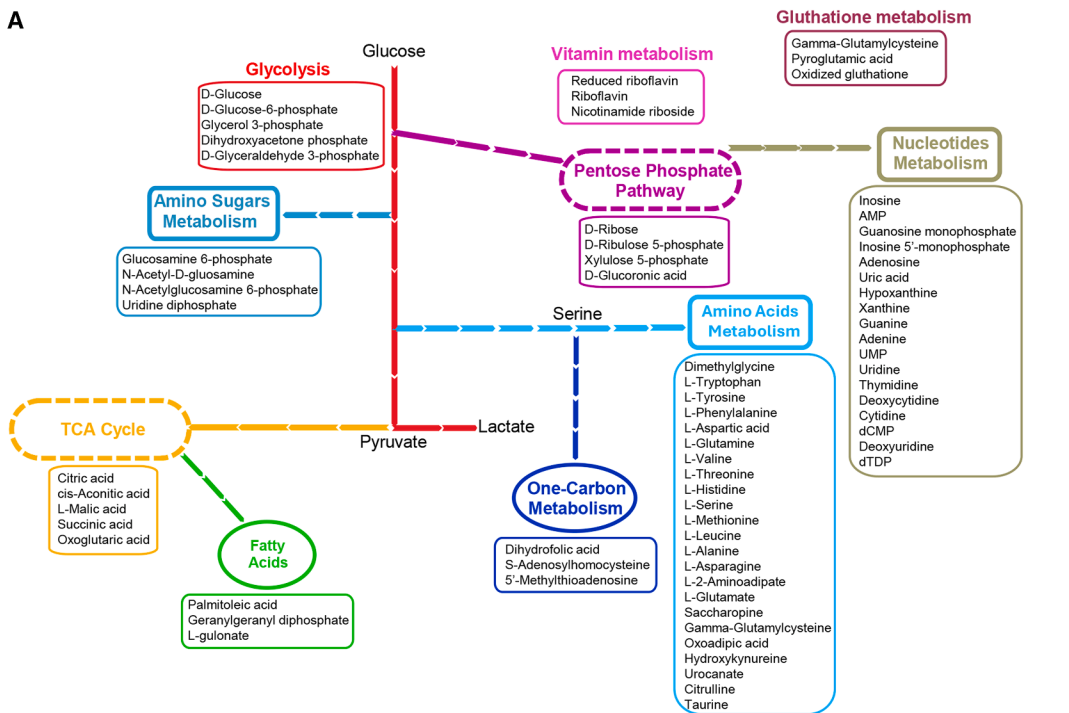 A
Glucose
Glycolysis
D-Glucose
D-Glucose-6-phosphate
Glycerol 3-phosphate
Dihydroxyacetone phosphate
D-Glyceraldehyde 3-phosphate
Vitamin metabolism
Reduced riboflavin
Riboflavin
Nicotinamide riboside
Gluthatione metabolism
Gamma-Glutamylcysteine
Pyroglutamic acid
Oxidized gluthatione
Pentose Phosphate
Pathway
D-Ribose
D-Ribulose 5-phosphate
Xylulose 5-phosphate
D-Glucoronic acid
Nucleotides
Metabolism
Inosine
AMP
Guanosine monophosphate
Inosine 5'-monophosphate
Adenosine
Uric acid
Hypoxanthine
Xanthine
Guanine
Adenine
UMP
Uridine
Thymidine
Deoxycytidine
Cytidine
dCMP
Deoxyuridine
dTDP
Amino Sugars
Metabolism
Glucosamine 6-phosphate
N-Acetyl-D-gluosamine
N-Acetylglucosamine 6-phosphate
Uridine diphosphate
Serine
Amino Acids
Metabolism
Dimethylglycine
L-Tryptophan
L-Tyrosine
L-Phenylalanine
L-Aspartic acid
L-Glutamine
L-Valine
L-Threonine
L-Histidine
L-Serine
L-Methionine
L-Leucine
L-Alanine
L-Asparagine
L-2-Aminoadipate
L-Glutamate
Saccharopine
Gamma-Glutamylcysteine
Oxoadipic acid
Hydroxykynureine
Urocanate
Citrulline
Taurine
Lactate
Pyruvate
TCA Cycle
Citric acid
cis-Aconitic acid
L-Malic acid
Succinic acid
Oxoglutaric acid
One-Carbon
Metabolism
Dihydrofolic acid
S-Adenosylhomocysteine
5'-Methylthioadenosine
Fatty
Acids
Palmitoleic acid
Geranylgeranyl diphosphate
L-gulonate